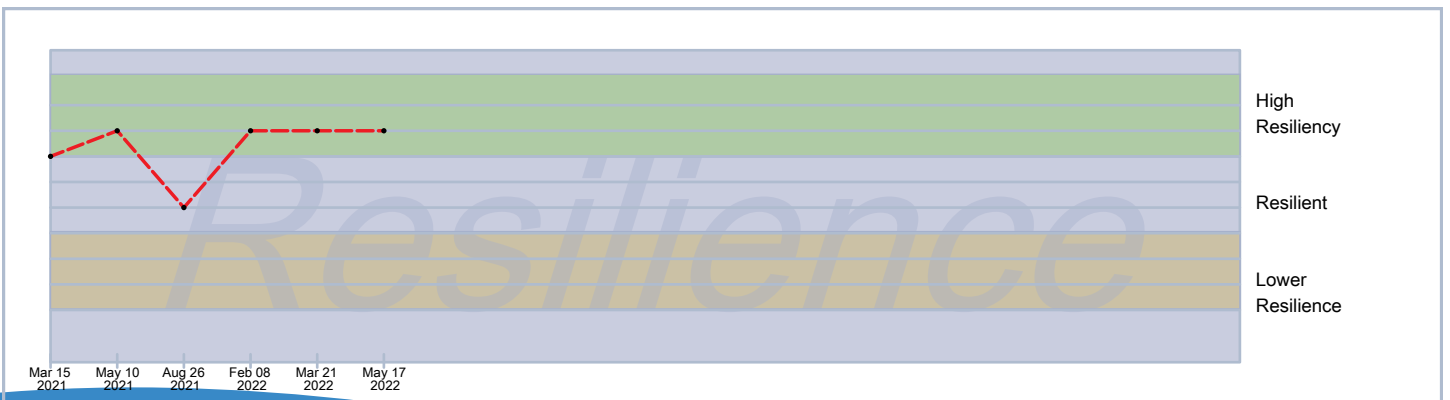 High
Resiliency
Resilient
Lower
Resilience
Resilience
Mar 15
2021
May 10
2021
Aug 26
2021
Feb 08
2022
Mar 21
2022
May 17
2022